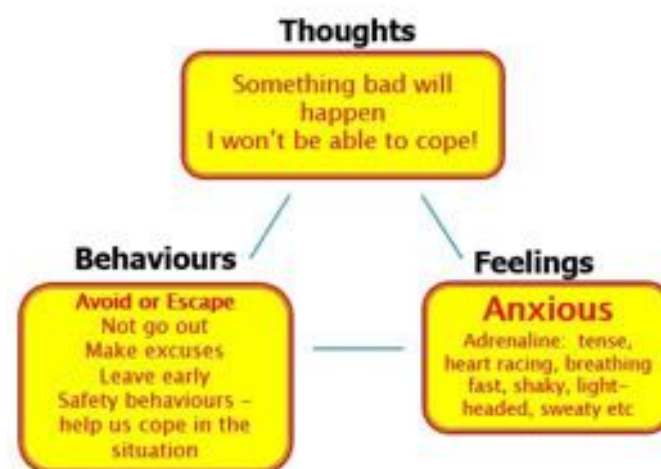 Thoughts
Something bad will
happen
I won't be able to cope!
Behaviours
Avoid or Escape
Not go out
Make excuses
Leave early
Safety behaviours –
help us cope in the
situation
Feelings
Anxious
Adrenaline: tense,
heart racing, breathing
fast, shaky, light-
headed, sweaty etc